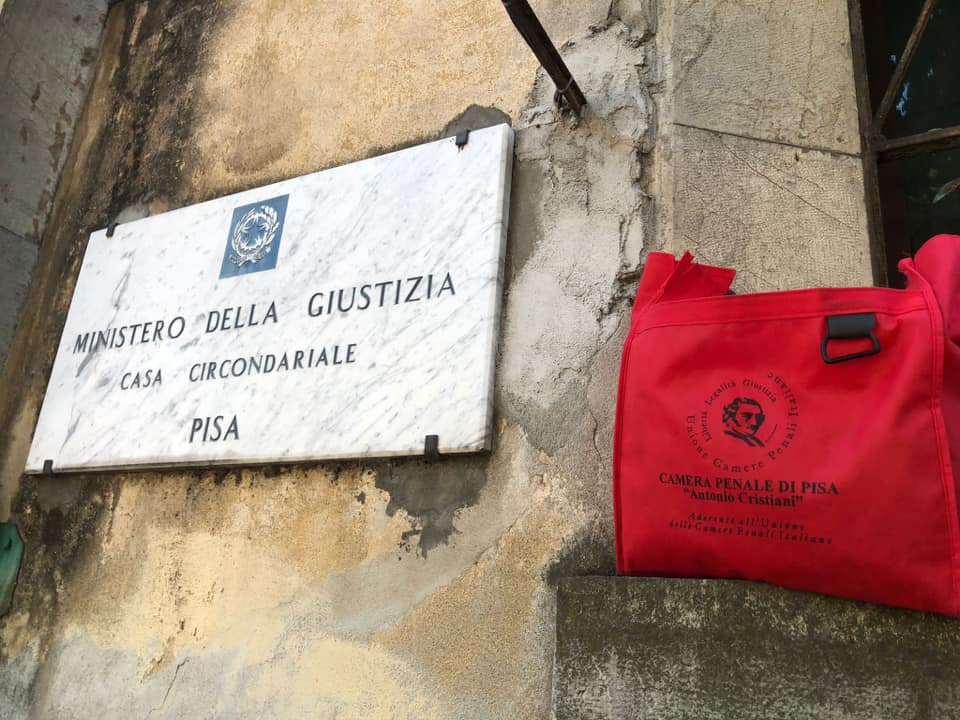 MINISTERO DELLA GIUSTIZIA
CASA CIRCONDARIALE
PISA
Libertà Legalità Giustizia
Unione Camere Penali Italiane
CAMERA PENALE DI PISA
"Antonio Cristiani"
Aderente all'Unione
delle Camere Penali Italiane